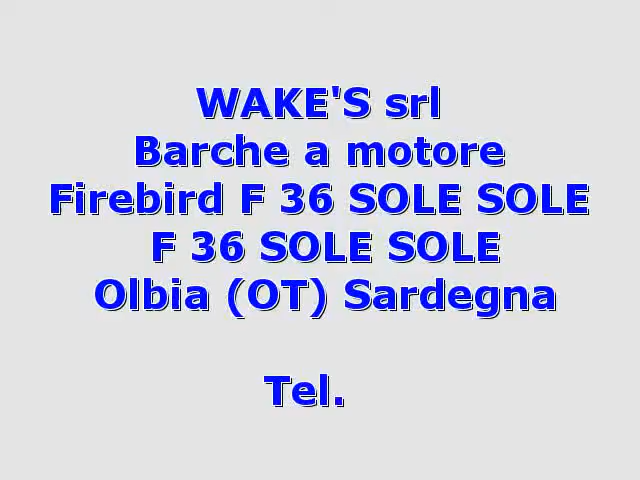 WAKE'S srl
Barche a motore
Firebird F 36 SOLE SOLE
F 36 SOLE SOLE
Olbia (OT) Sardegna
Tel.